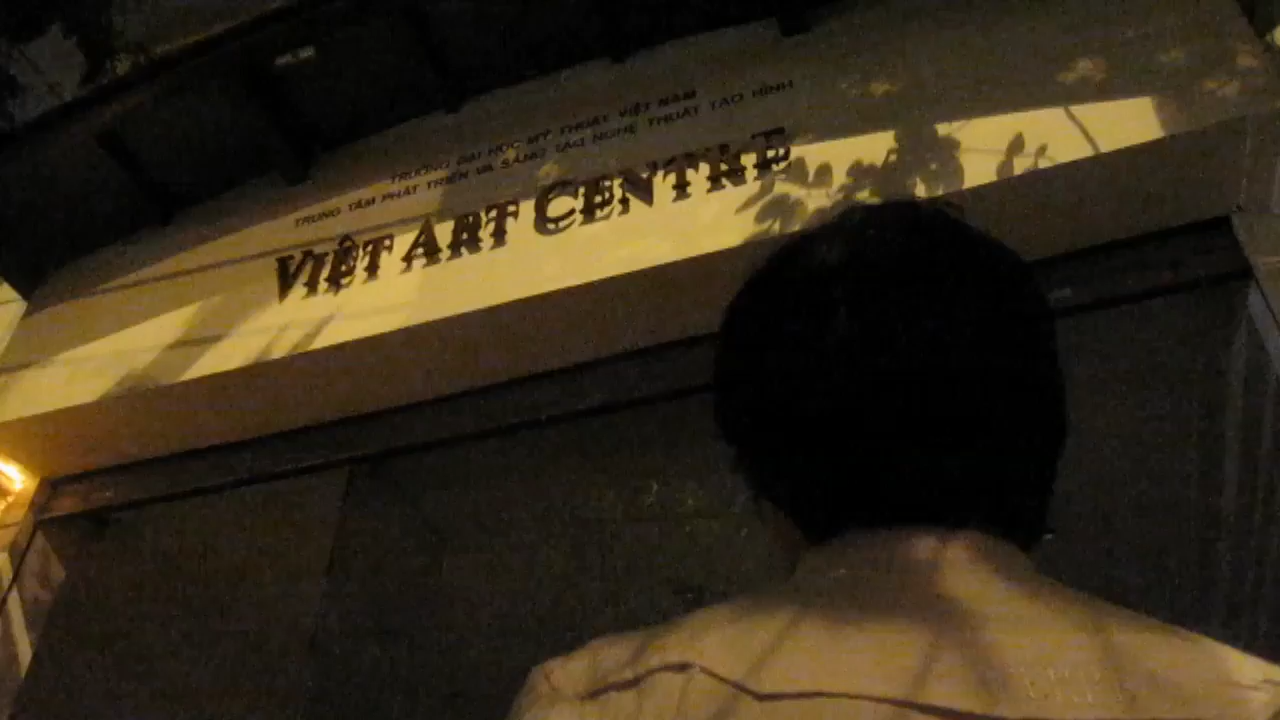 TRƯỜNG ĐẠI HỌC MỸ THUẬT VIỆT NAM
TRUNG TÂM PHÁT TRIỂN VÀ SÁNG TÁC NGHỆ THUẬT TẠO HÌNH
VIỆT ART CENTRE